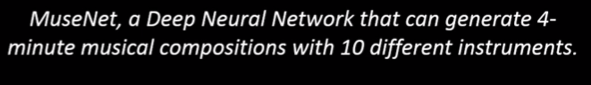 MuseNet, a Deep Neural Network that can generate 4-
minute musical compositions with 10 different instruments.